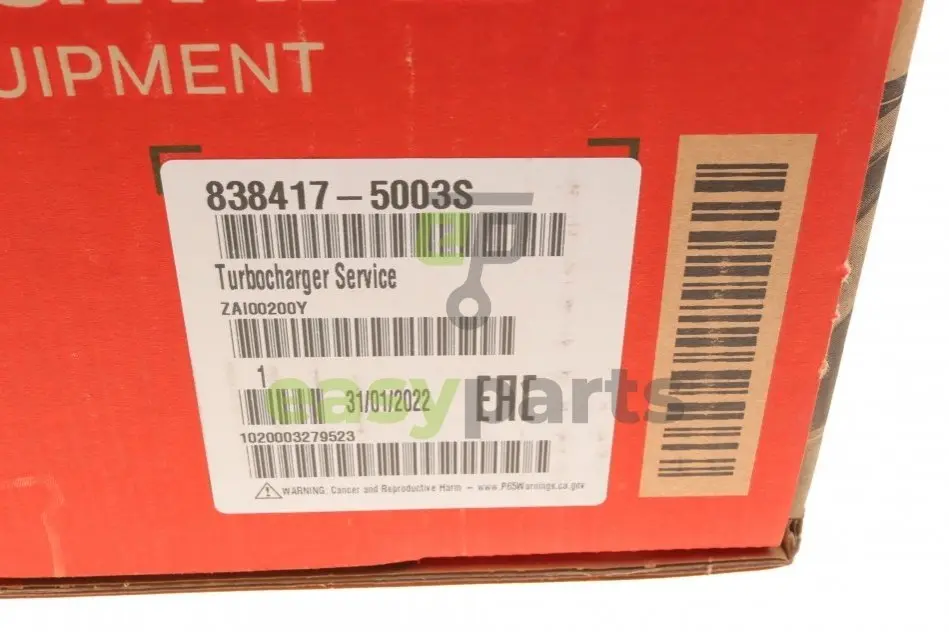 UIPMENT
838417-5003S
Turbocharger Service
ZAI00200Y
1
31/01/2022
EAC
1020003279523
WARNING: Cancer and Reproductive Harm - www.P65Warnings.ca.gov
ep
easyparts